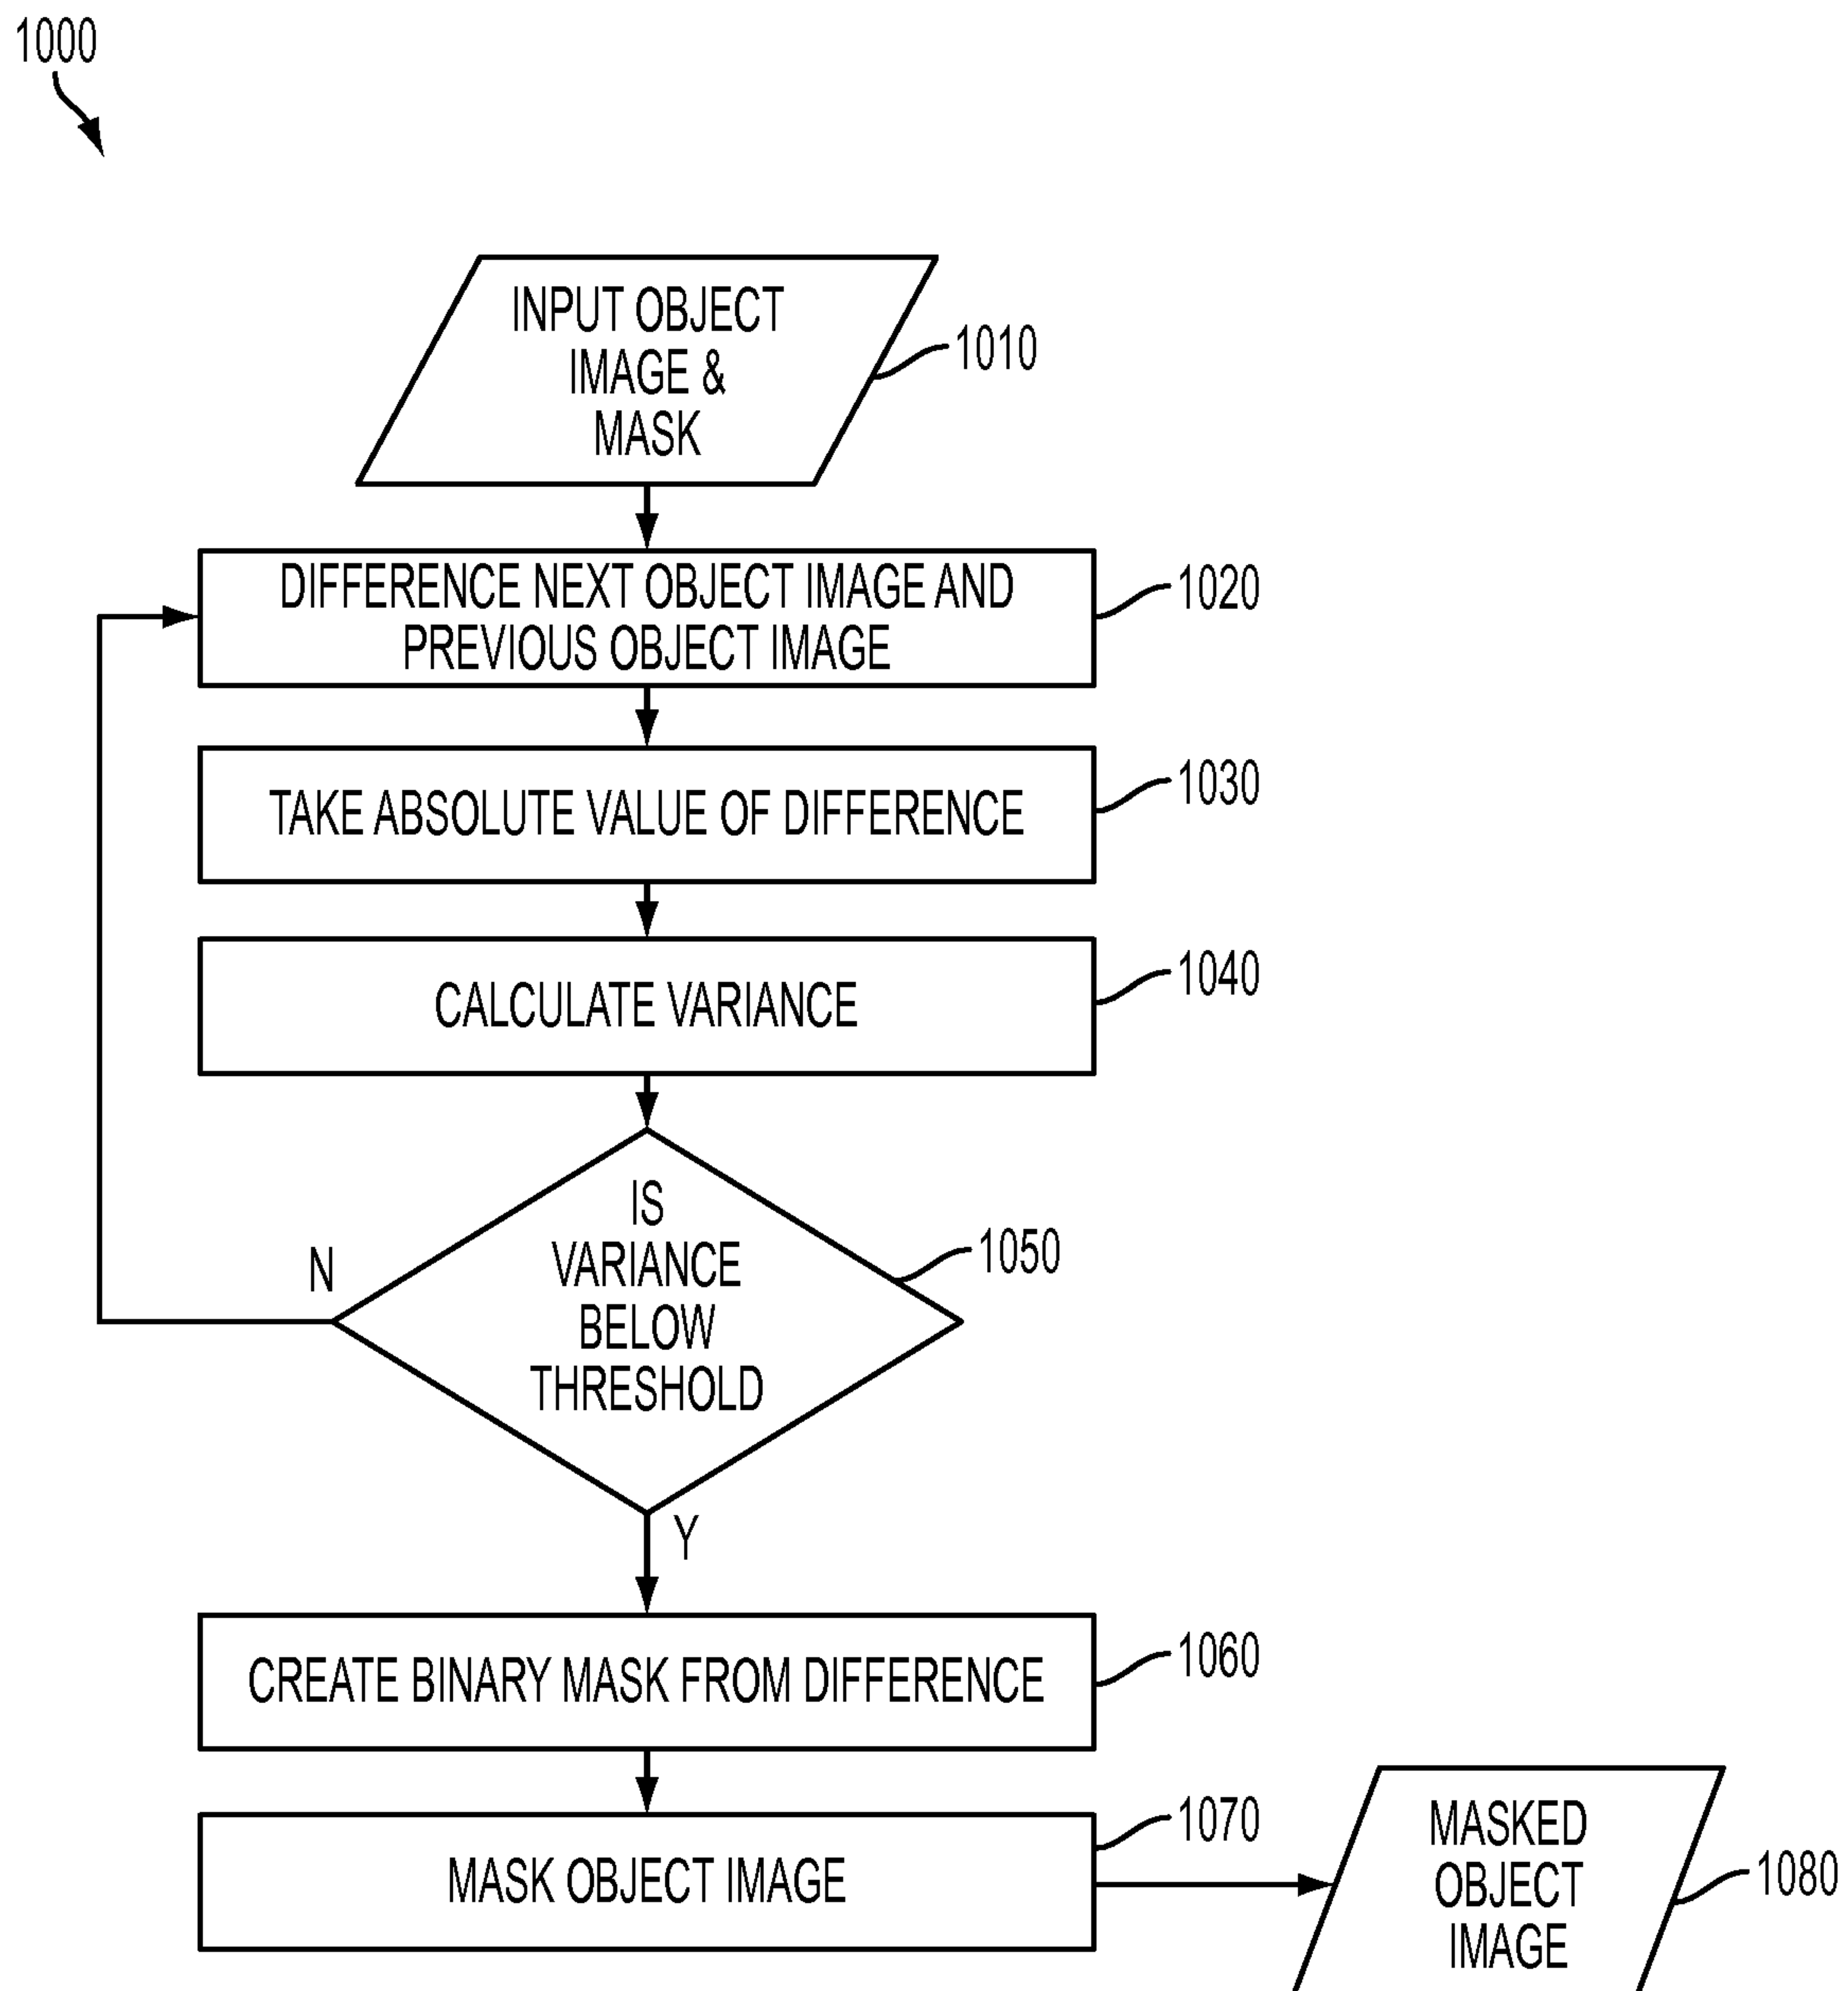 1000
INPUT OBJECT
IMAGE &
MASK
1010
DIFFERENCE NEXT OBJECT IMAGE AND
PREVIOUS OBJECT IMAGE
1020
TAKE ABSOLUTE VALUE OF DIFFERENCE
1030
CALCULATE VARIANCE
1040
IS
VARIANCE
BELOW
THRESHOLD
1050
N
Y
CREATE BINARY MASK FROM DIFFERENCE
1060
MASK OBJECT IMAGE
1070
MASKED
OBJECT
IMAGE
1080